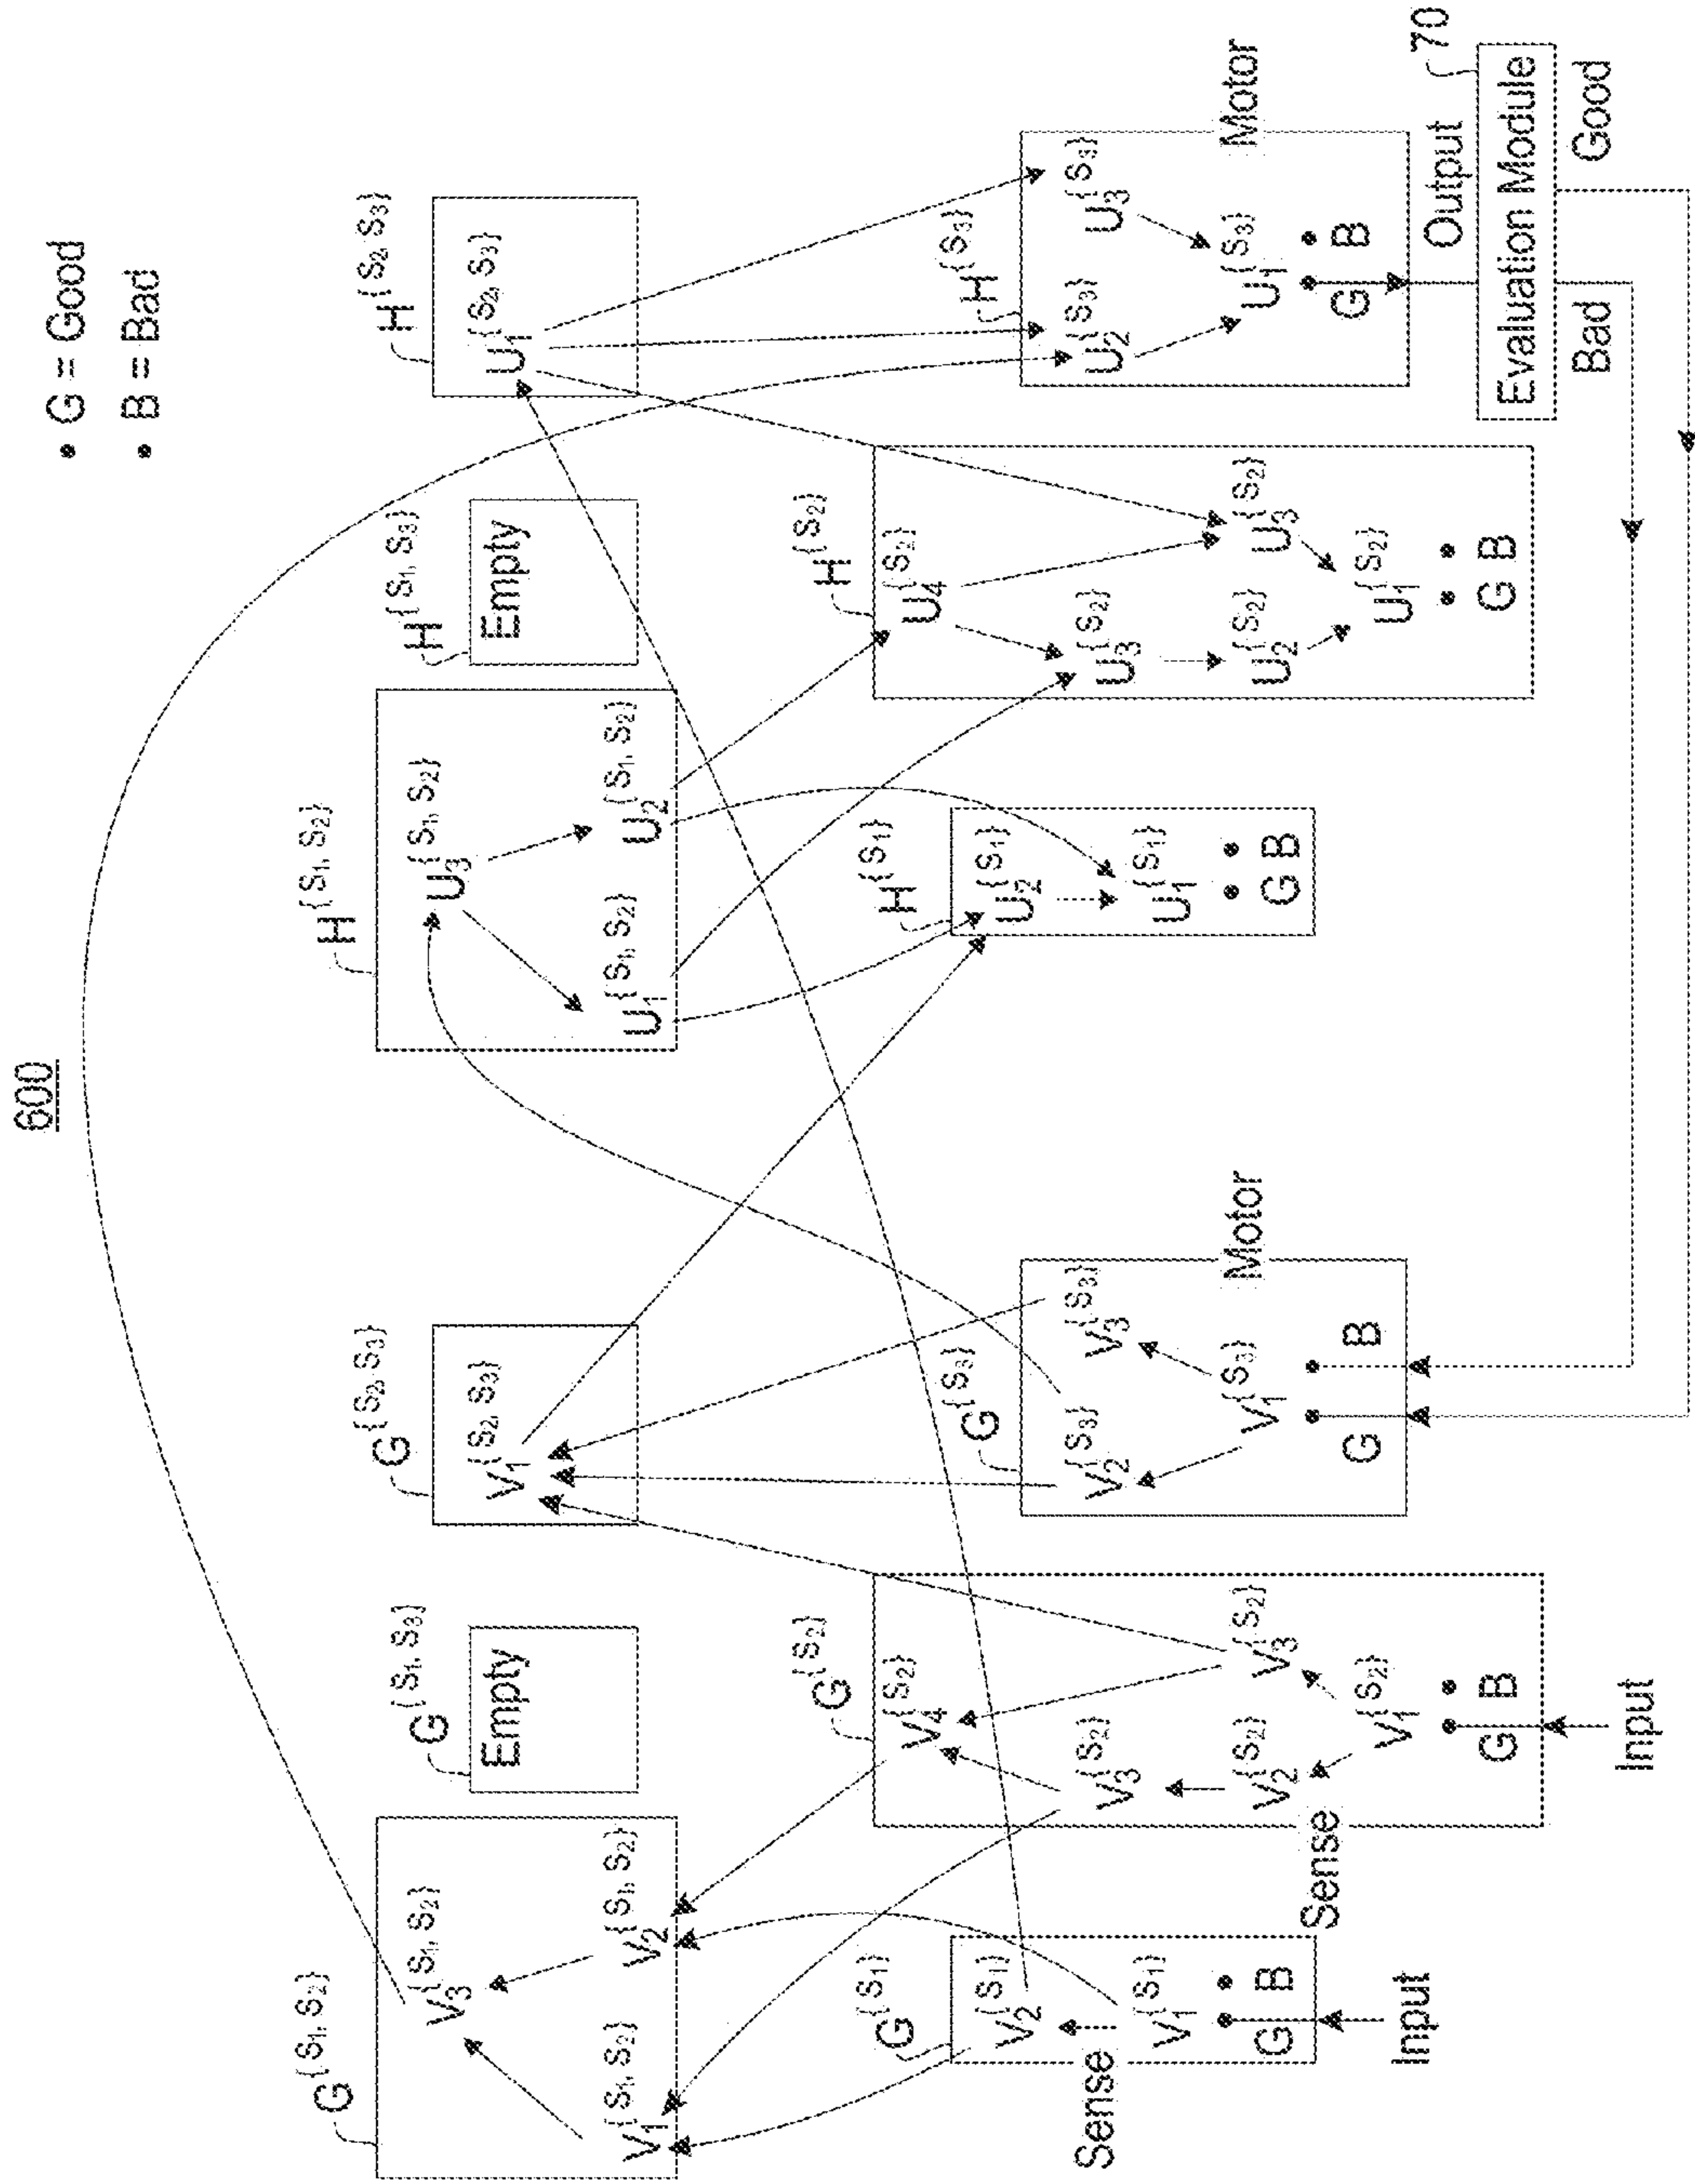 600
• G = Good
• B = Bad
G^{S1, S2}
V3^{S1, S2}
V1^{S1, S2}
V2^{S1, S2}
G^{S1, S3}
Empty
G^{S2, S3}
V1^{S2, S3}
H^{S1, S2}
U3^{S1, S2}
U1^{S1, S2}
U2^{S1, S2}
H^{S1, S3}
Empty
H^{S2, S3}
U1^{S2, S3}
G^{S1}
V2^{S1}
Sense
V1^{S1}
G B
Input
G^{S2}
V4^{S2}
V3^{S2}
V2^{S2}
V3^{S2}
Sense
V1^{S2}
G B
Input
G^{S3}
V2^{S3}
V3^{S3}
V1^{S3}
Motor
G B
H^{S1}
U2^{S1}
U1^{S1}
G B
H^{S2}
U4^{S2}
U3^{S2}
U2^{S2}
U3^{S2}
U1^{S2}
G B
H^{S3}
U2^{S3}
U3^{S3}
U1^{S3}
Motor
G B
Output
70
Evaluation Module
Bad
Good